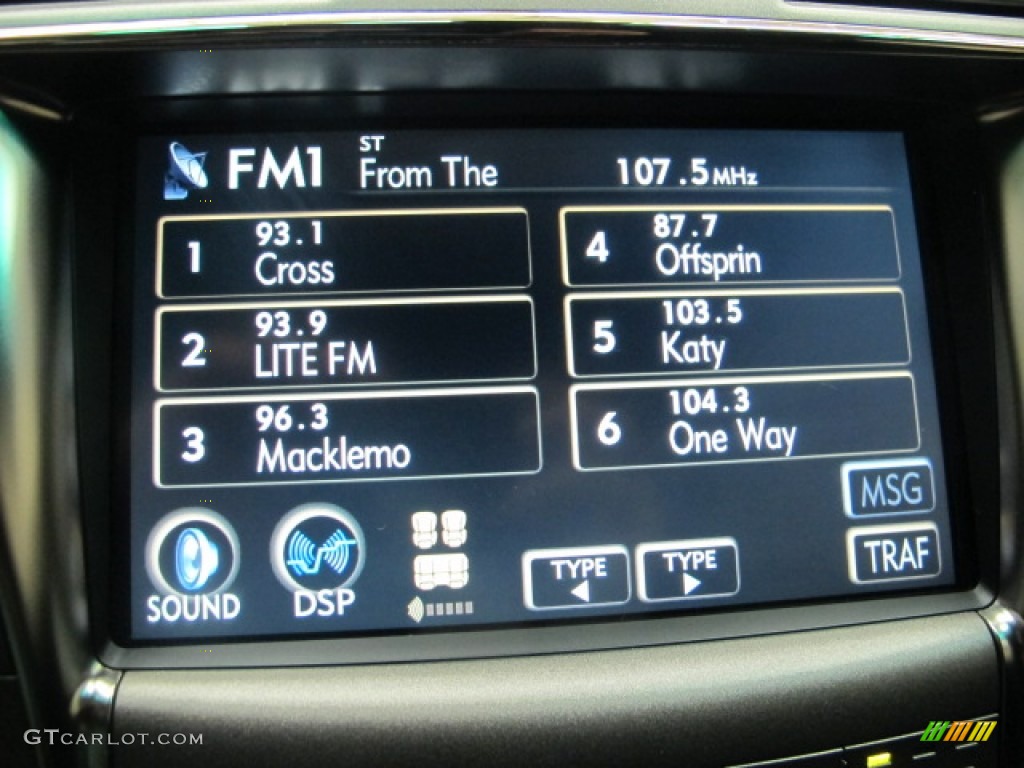 FM1
ST
From The
107.5 MHz
1
93.1
Cross
2
93.9
LITE FM
3
96.3
Macklemo
4
87.7
Offsprin
5
103.5
Katy
6
104.3
One Way
MSG
TRAF
SOUND
DSP
TYPE
TYPE
GTCARLOT.COM